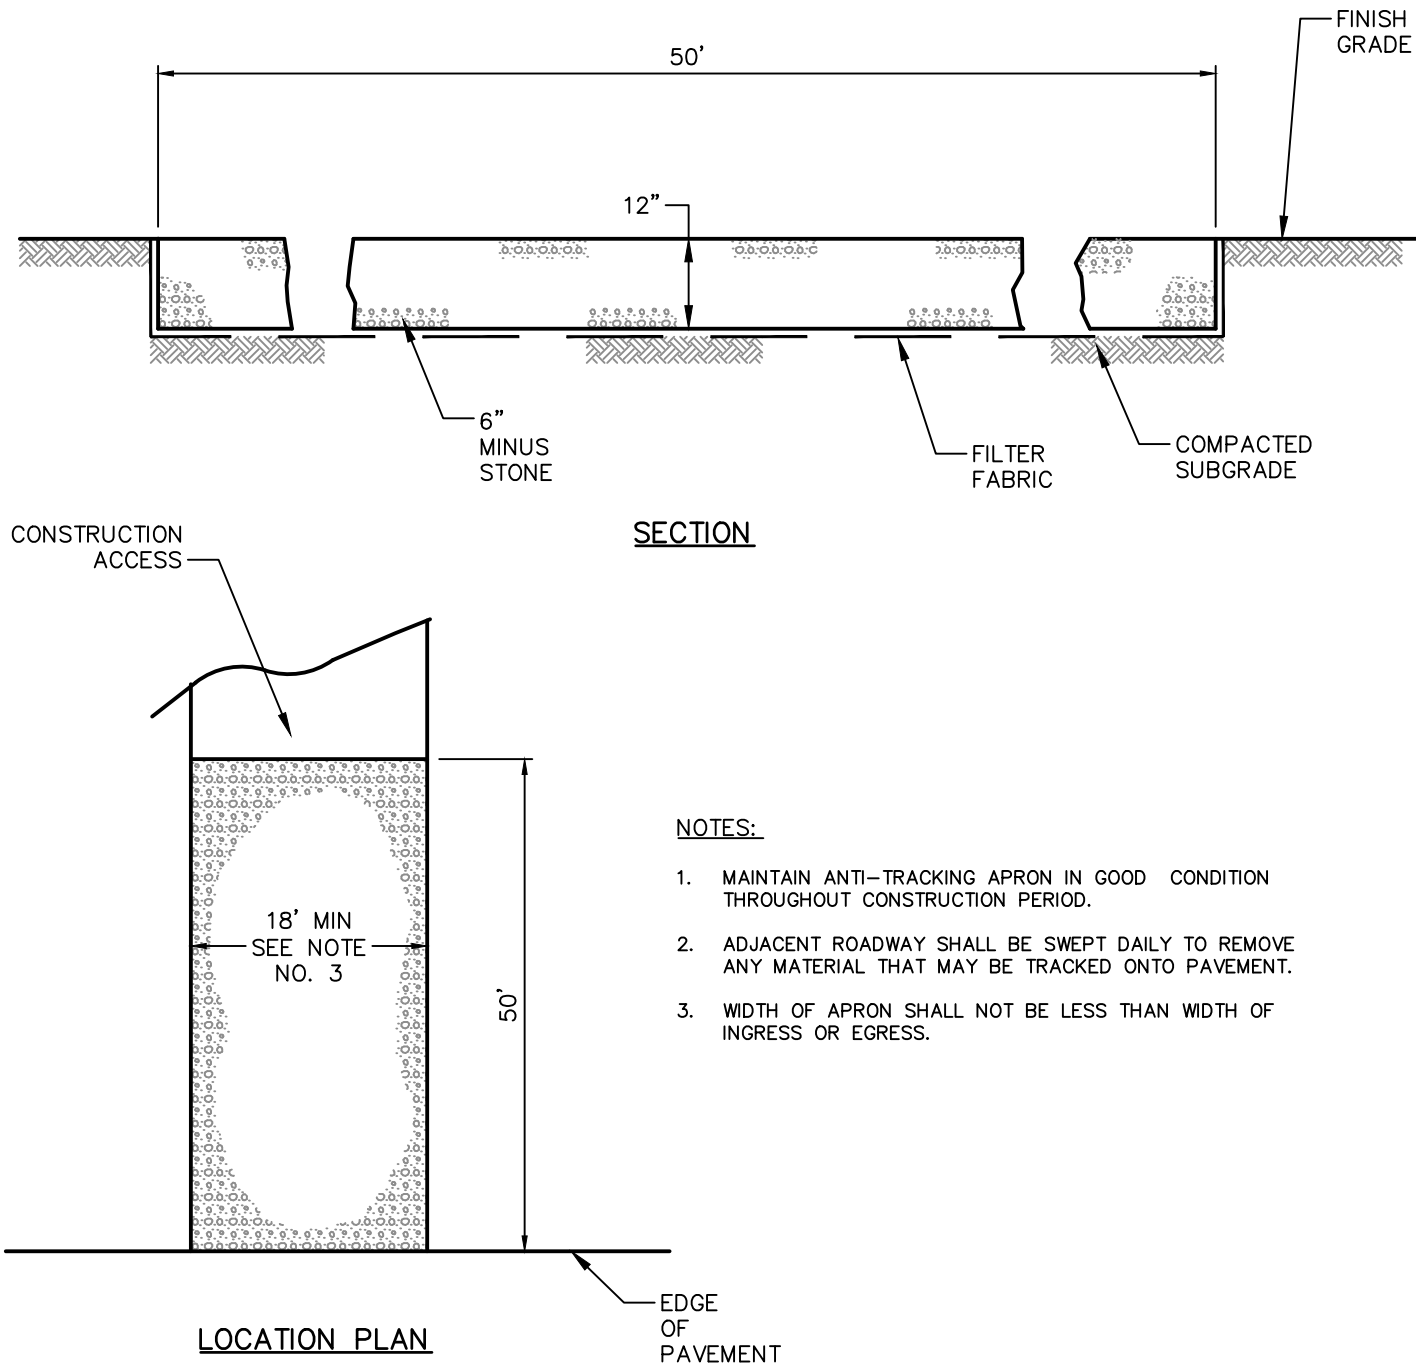 FINISH
GRADE
50'
12"
6"
MINUS
STONE
FILTER
FABRIC
COMPACTED
SUBGRADE
SECTION
CONSTRUCTION
ACCESS
18' MIN
SEE NOTE
NO. 3
50'
NOTES:
1. MAINTAIN ANTI-TRACKING APRON IN GOOD CONDITION
THROUGHOUT CONSTRUCTION PERIOD.
2. ADJACENT ROADWAY SHALL BE SWEPT DAILY TO REMOVE
ANY MATERIAL THAT MAY BE TRACKED ONTO PAVEMENT.
3. WIDTH OF APRON SHALL NOT BE LESS THAN WIDTH OF
INGRESS OR EGRESS.
EDGE
OF
PAVEMENT
LOCATION PLAN